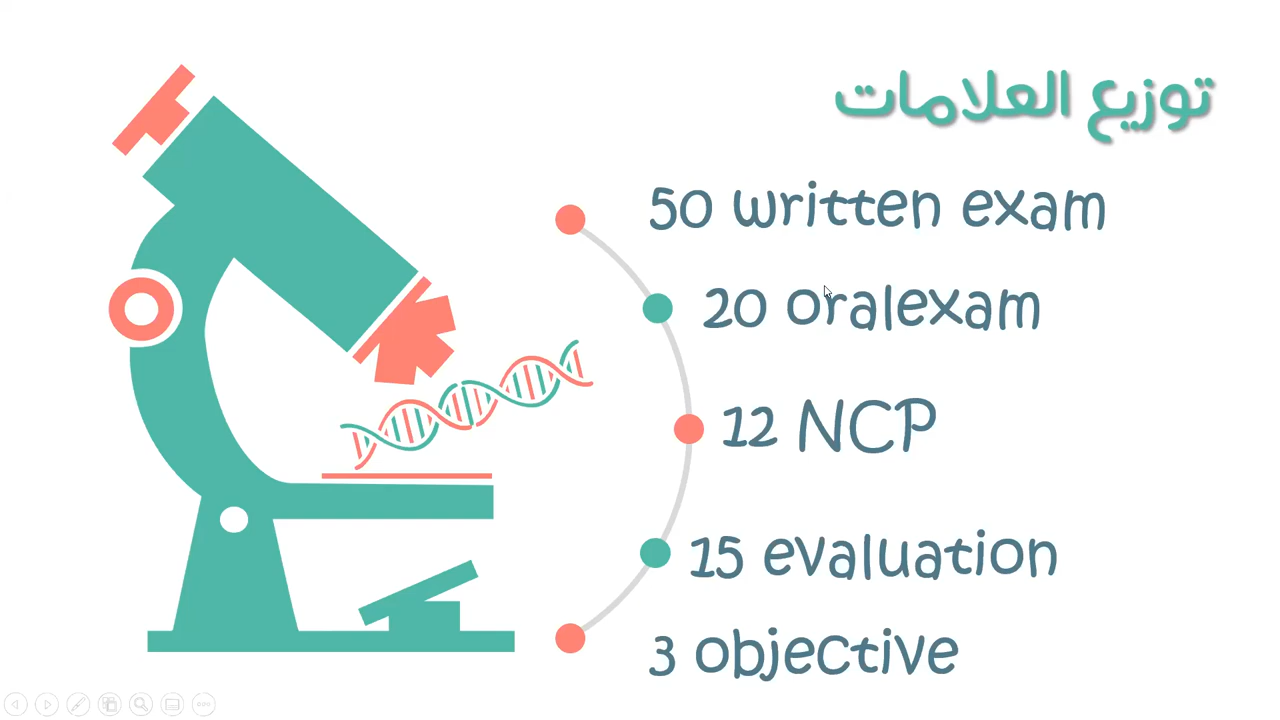 توزيع العلامات
50 written exam
20 oralexam
12 NCP
15 evaluation
3 objective